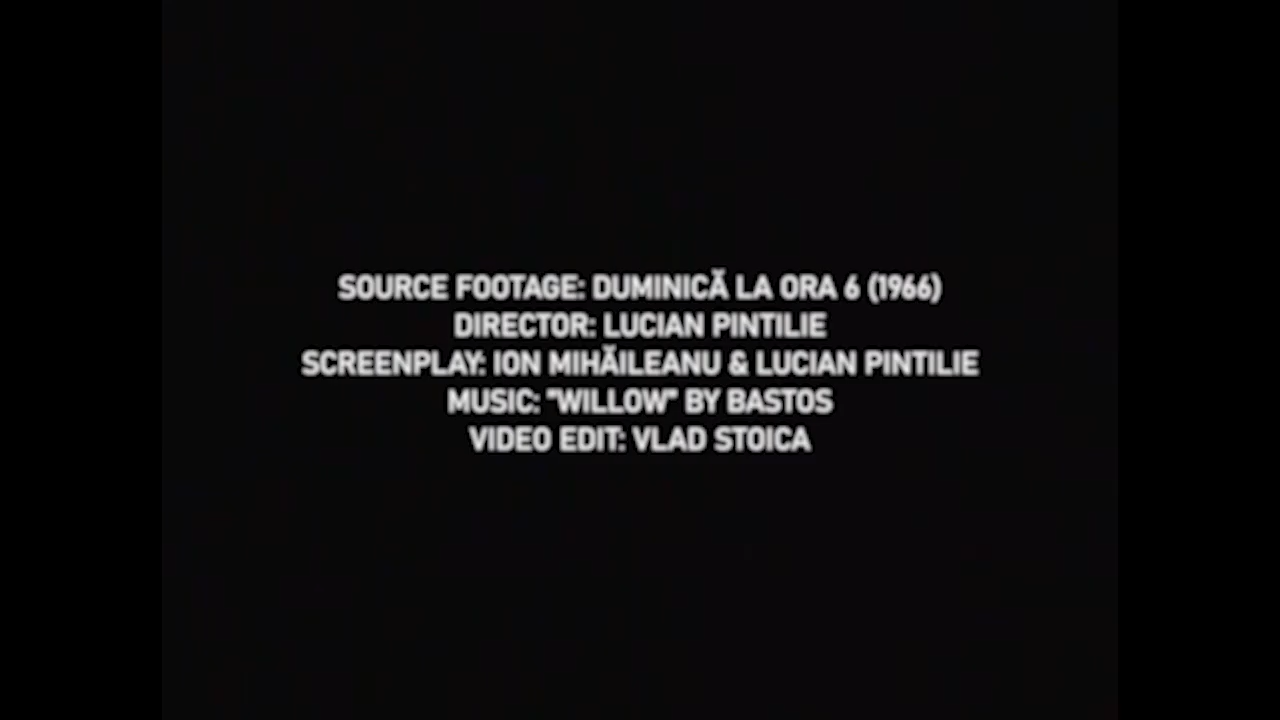 SOURCE FOOTAGE: DUMINICĂ LA ORA 6 (1966)
DIRECTOR: LUCIAN PINTILIE
SCREENPLAY: ION MIHĂILEANU & LUCIAN PINTILIE
MUSIC: "WILLOW" BY BASTOS
VIDEO EDIT: VLAD STOICA